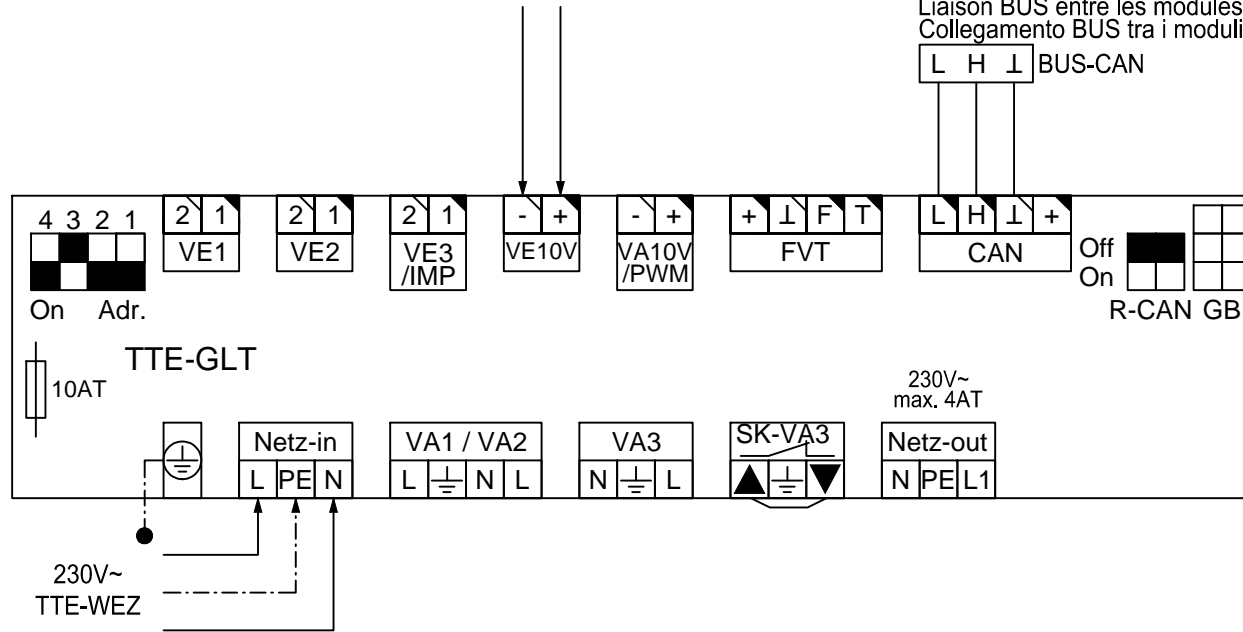 Liaison BUS entre les modules
Collegamento BUS tra i moduli
L H ⊥ BUS-CAN
4 3 2 1
On Adr.
2 1
VE1
2 1
VE2
2 1
VE3
/IMP
- +
VE10V
- +
VA10V
/PWM
+ ⊥ F T
FVT
L H ⊥ +
CAN
Off
On
R-CAN GB
TTE-GLT
10AT
230V~
max. 4AT
Netz-in
L PE N
VA1 / VA2
L ⏚ N L
VA3
N ⏚ L
SK-VA3
Netz-out
N PE L1
230V~
TTE-WEZ